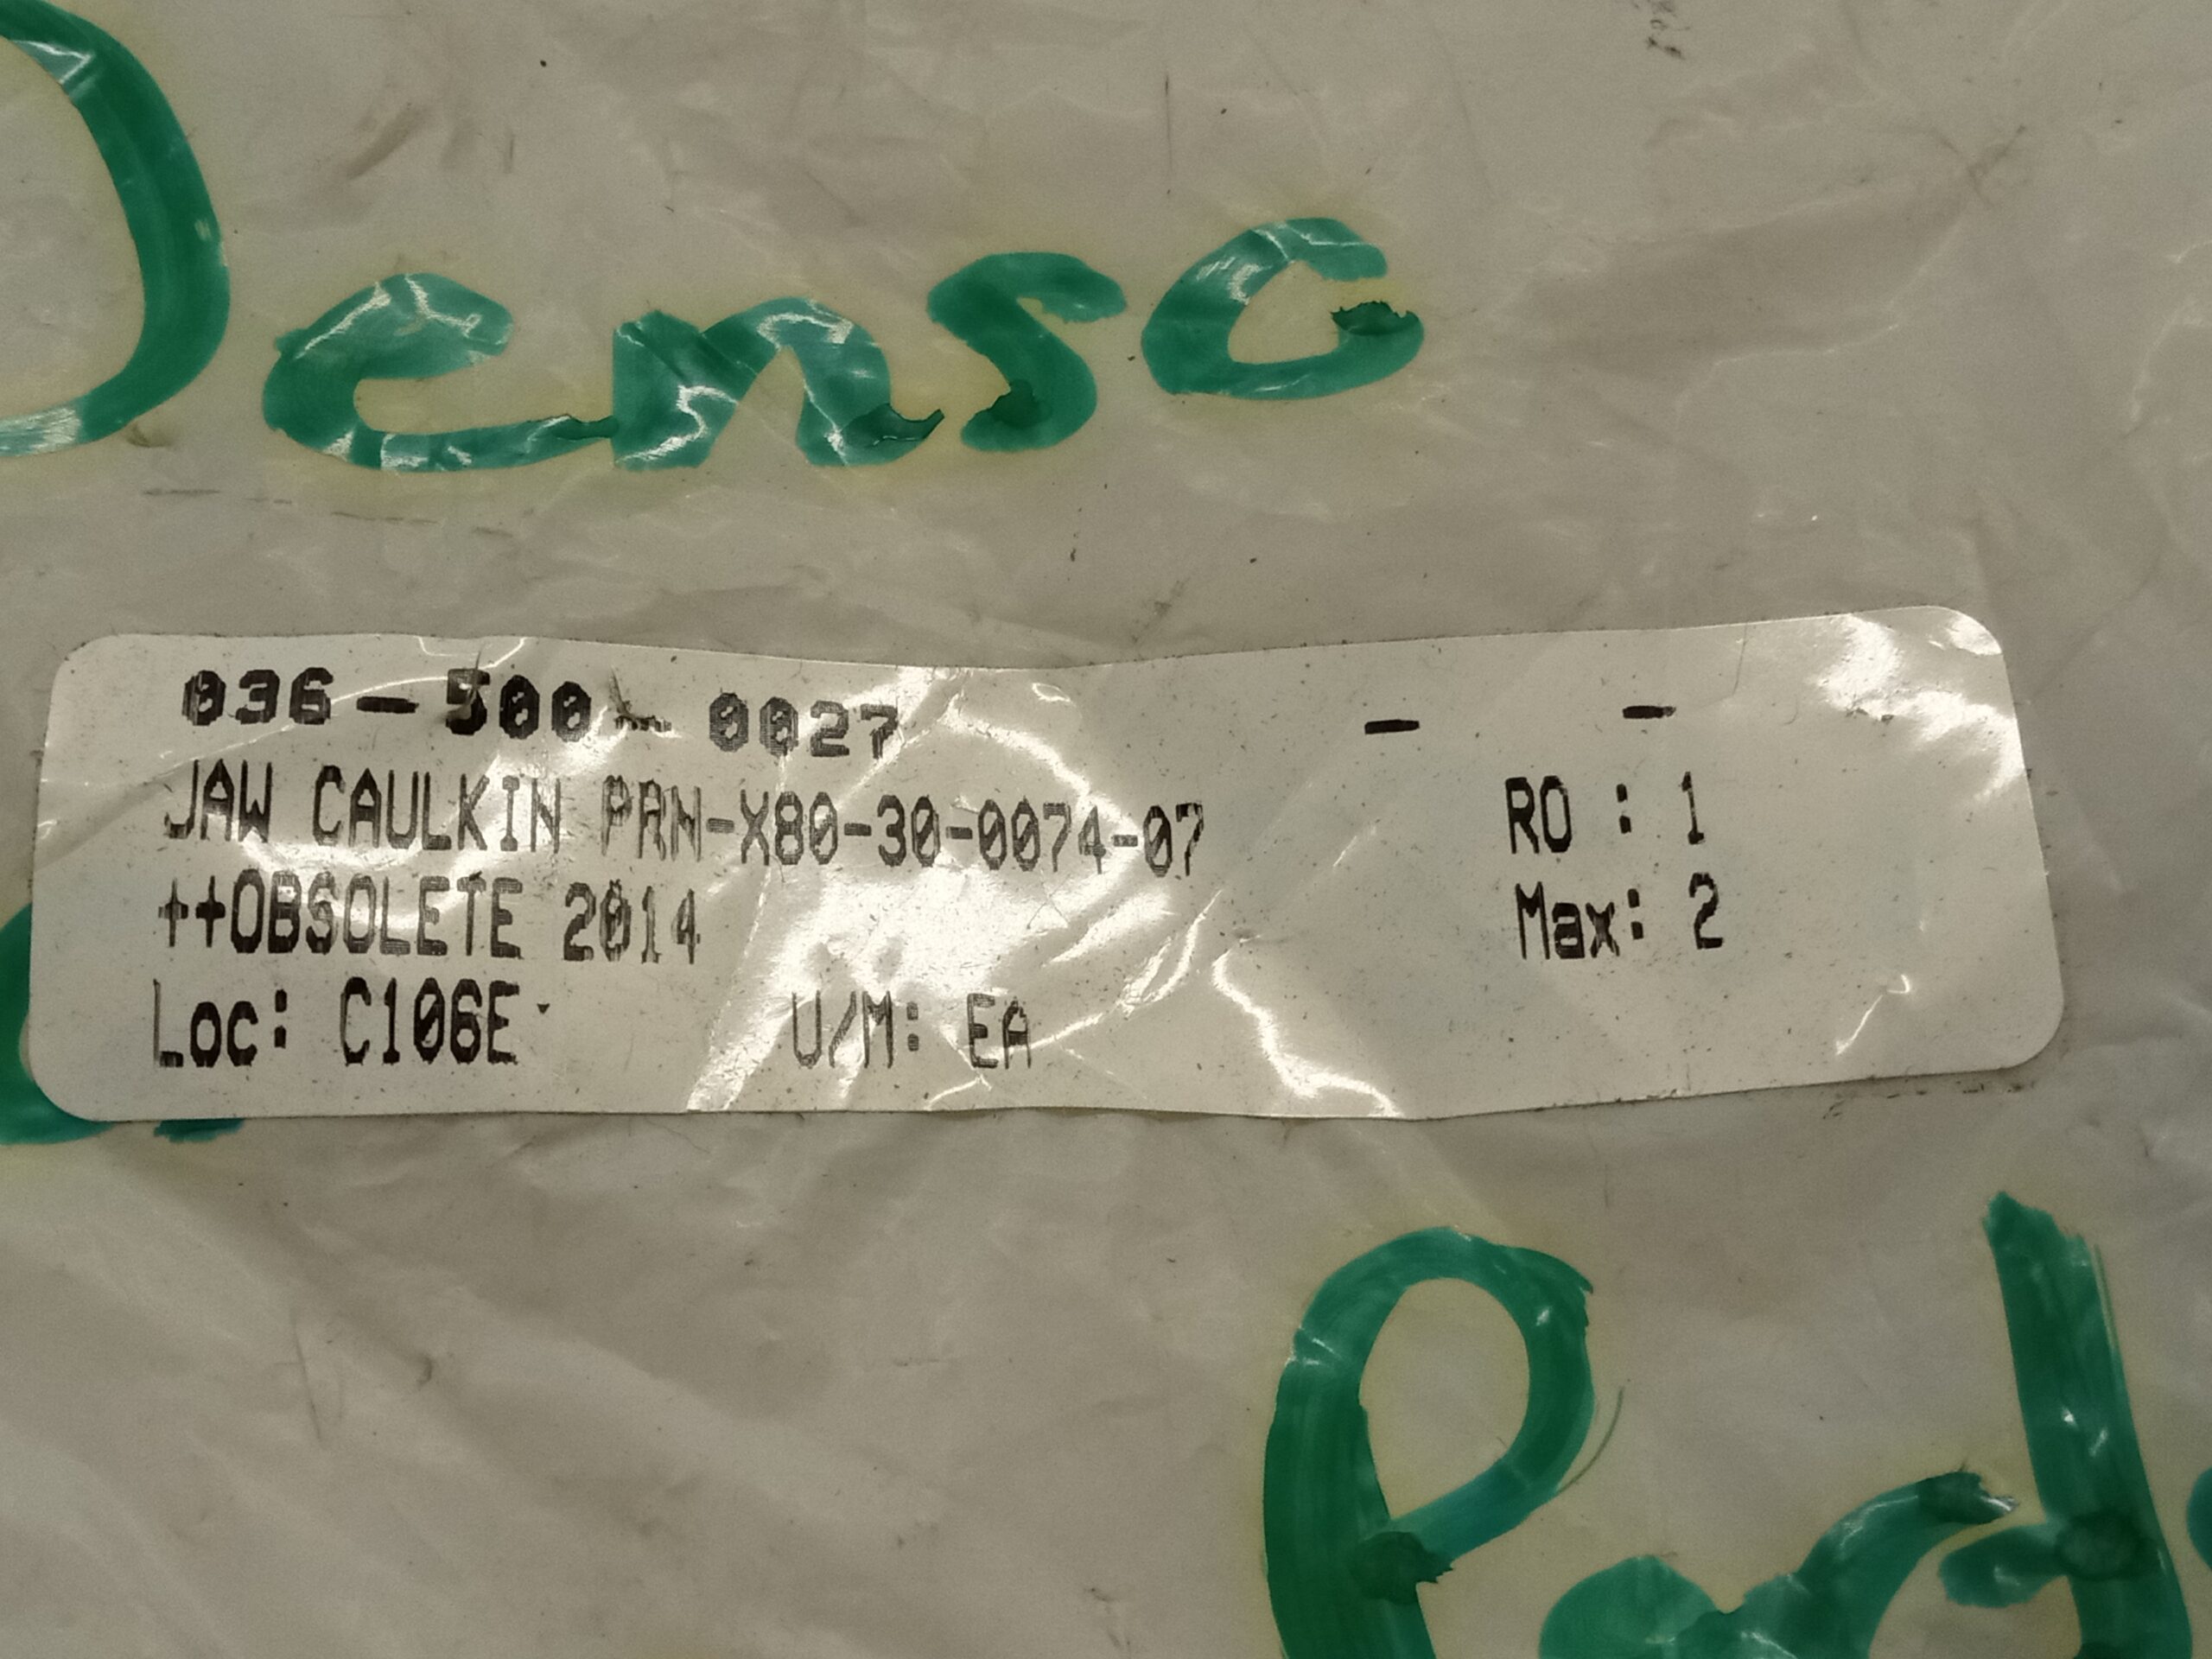 Denso
036-500-0027 - -
JAW CAULKIN PRN-X80-30-0074-07 RO : 1
++OBSOLETE 2014 Max: 2
Loc: C106E U/M: EA